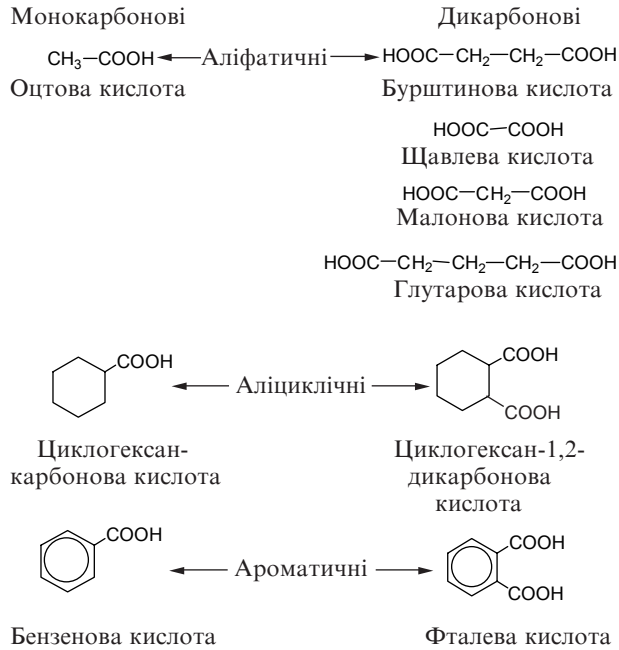 Монокарбонові Дикарбонові
CH₃–COOH Аліфатичні HOOC–CH₂–CH₂–COOH
Оцтова кислота Бурштинова кислота
HOOC–COOH
Щавлева кислота
HOOC–CH₂–COOH
Малонова кислота
HOOC–CH₂–CH₂–CH₂–COOH
Глутарова кислота
COOH COOH
Аліциклічні
COOH
Циклогексан- Циклогексан-1,2-
карбонова кислота дикарбонова
кислота
COOH COOH
Ароматичні
COOH
Бензенова кислота Фталева кислота